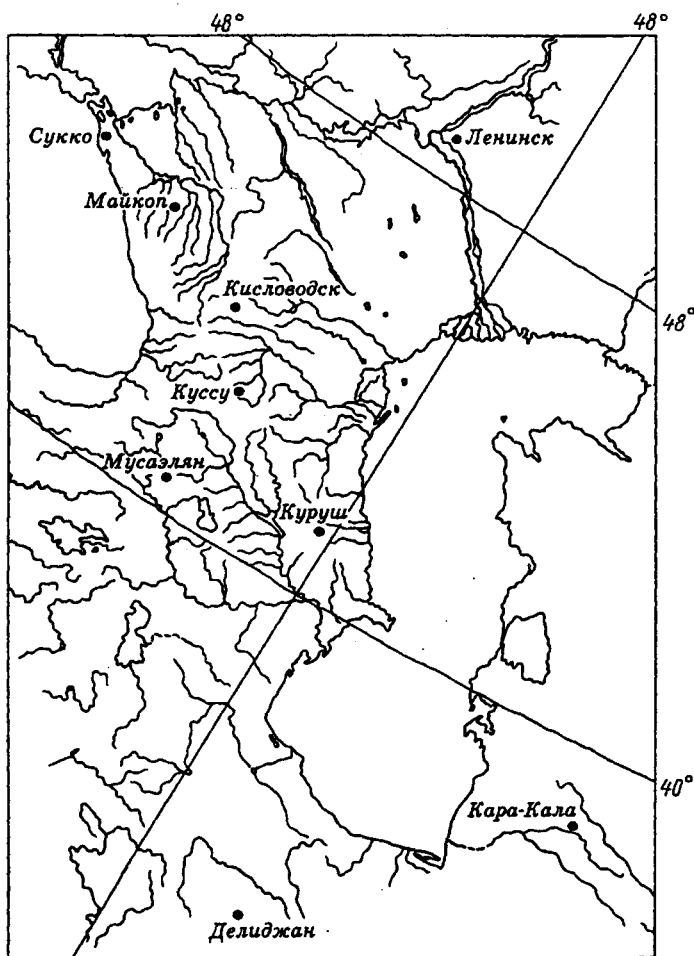 48° 48°
Сукко
Ленинск
Майкоп
Кисловодск
48°
Куссу
Мусаэлян
Куруш
40°
Кара-Кала
Делиджан